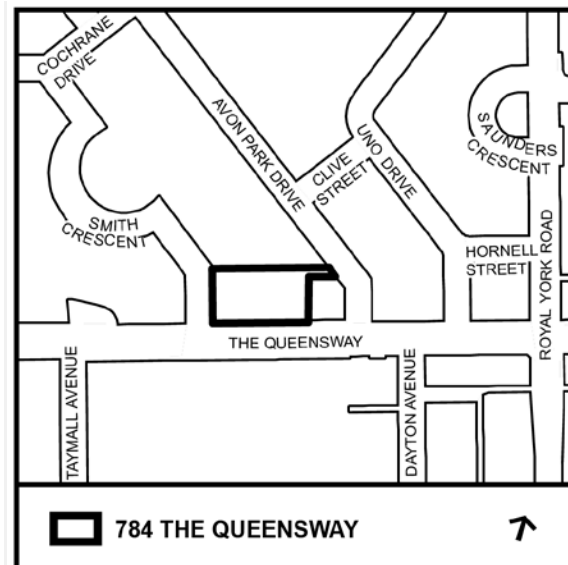 COCHRANE
DRIVE
AVON PARK DRIVE
UNO DRIVE
CLIVE
STREET
SAUNDERS
CRESCENT
SMITH
CRESCENT
HORNELL
STREET
ROYAL YORK ROAD
THE QUEENSWAY
TAYMALL AVENUE
DAYTON AVENUE
784 THE QUEENSWAY